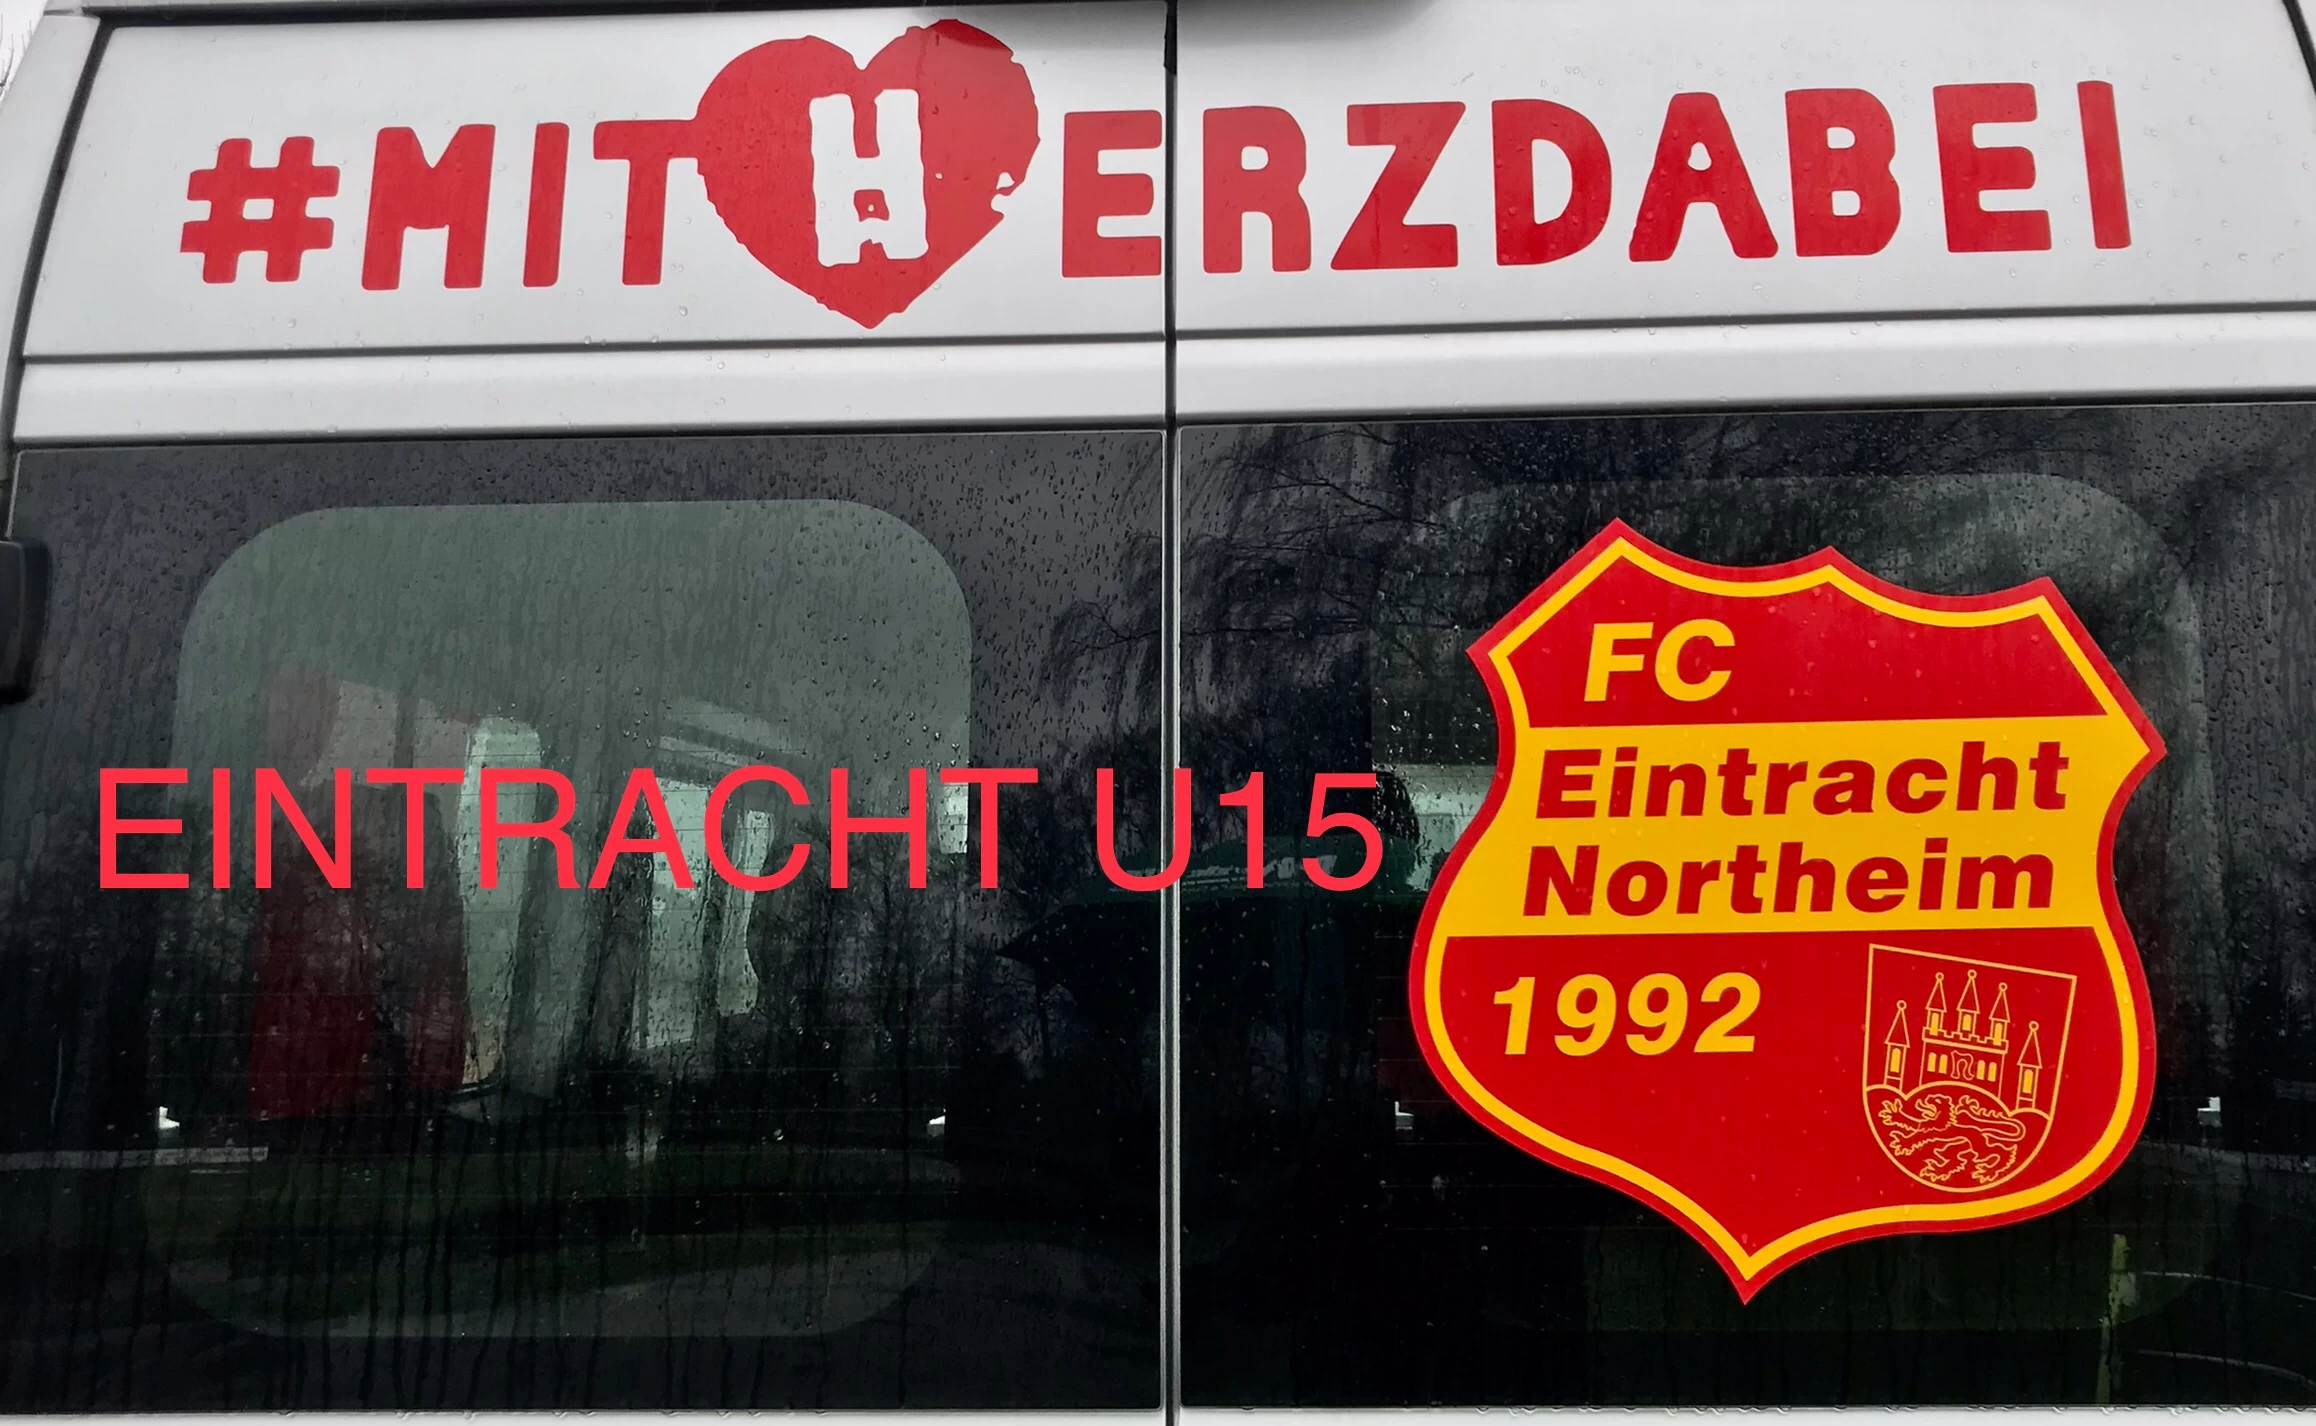 #MITHERZDABEI
EINTRACHT U15
FC
Eintracht
Northeim
1992